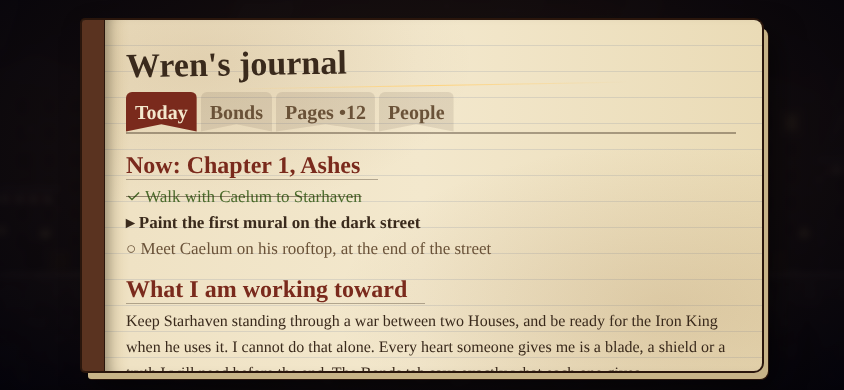 Wren's journal
Today Bonds Pages •12 People
Now: Chapter 1, Ashes
✓ Walk with Caelum to Starhaven
▸ Paint the first mural on the dark street
○ Meet Caelum on his rooftop, at the end of the street
What I am working toward
Keep Starhaven standing through a war between two Houses, and be ready for the Iron King
when he uses it. I cannot do that alone. Every heart someone gives me is a blade, a shield or a